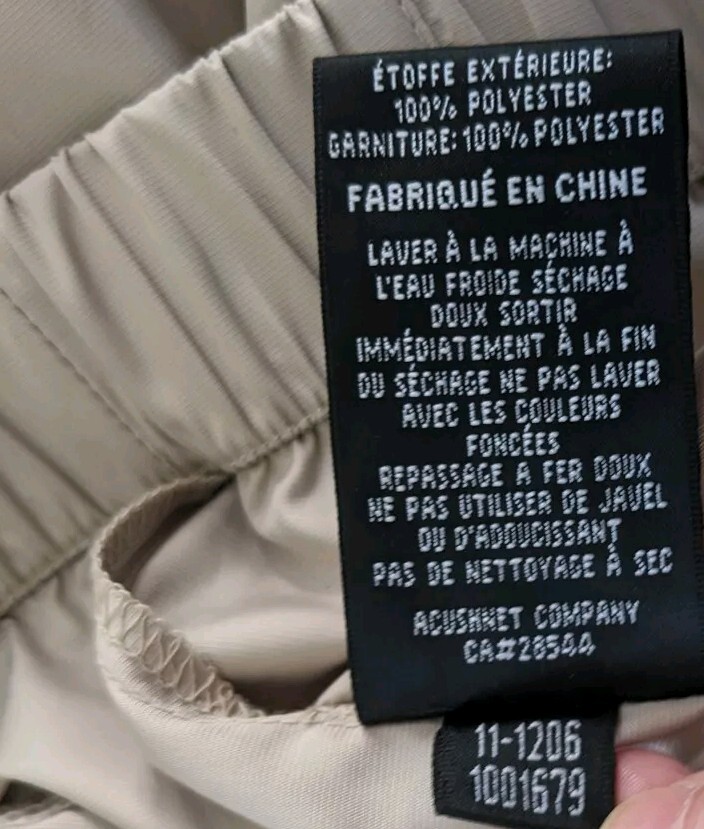 ÉTOFFE EXTÉRIEURE:
100% POLYESTER
GARNITURE: 100% POLYESTER
FABRIQUÉ EN CHINE
LAVER À LA MACHINE À
L'EAU FROIDE SÉCHAGE
DOUX SORTIR
IMMÉDIATEMENT À LA FIN
DU SÉCHAGE NE PAS LAVER
AVEC LES COULEURS
FONCÉES
REPASSAGE A FER DOUX
NE PAS UTILISER DE JAVEL
OU D'ADOUCISSANT
PAS DE NETTOYAGE À SEC
ACUSHNET COMPANY
CA#28544
11-1206
1001679